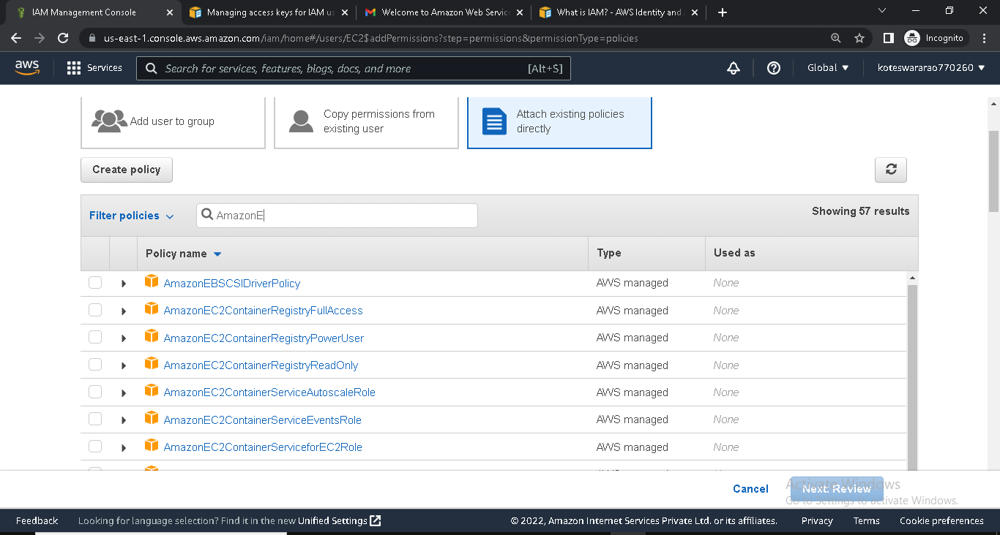 IAM Management Console
Managing access keys for IAM us
Welcome to Amazon Web Service
What is IAM? - AWS Identity and
us-east-1.console.aws.amazon.com/iam/home#/users/EC2$addPermissions?step=permissions&permissionType=policies
Incognito
aws
Services
Search for services, features, blogs, docs, and more
[Alt+S]
Global
koteswararao770260
Add user to group
Copy permissions from
existing user
Attach existing policies
directly
Create policy
Filter policies
AmazonE
Showing 57 results
Policy name
Type
Used as
AmazonEBSCSIDriverPolicy AWS managed None
AmazonEC2ContainerRegistryFullAccess AWS managed None
AmazonEC2ContainerRegistryPowerUser AWS managed None
AmazonEC2ContainerRegistryReadOnly AWS managed None
AmazonEC2ContainerServiceAutoscaleRole AWS managed None
AmazonEC2ContainerServiceEventsRole AWS managed None
AmazonEC2ContainerServiceforEC2Role AWS managed None
Cancel
Next: Review
Activate Windows
Go to Settings to activate Windows.
Feedback
Looking for language selection? Find it in the new Unified Settings
© 2022, Amazon Internet Services Private Ltd. or its affiliates.
Privacy
Terms
Cookie preferences